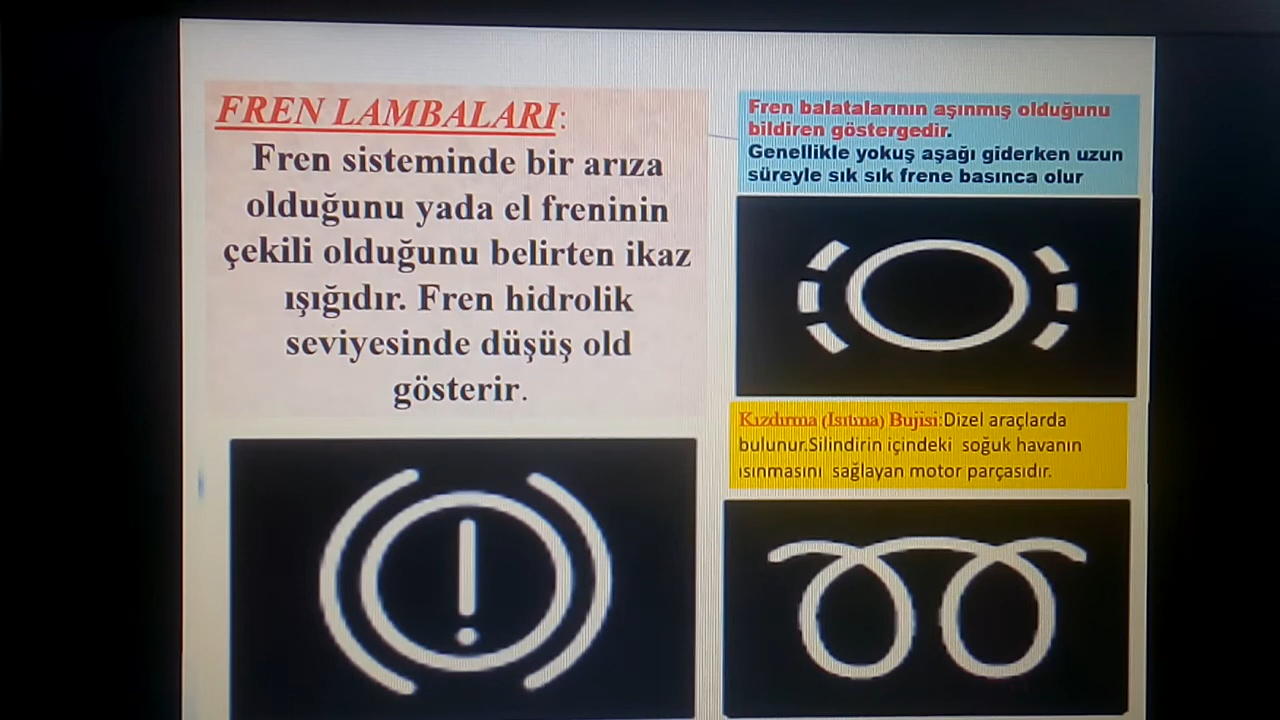 FREN LAMBALARI:
Fren sisteminde bir arıza
olduğunu yada el freninin
çekili olduğunu belirten ikaz
ışığıdır. Fren hidrolik
seviyesinde düşüş old
gösterir.
Fren balatalarının aşınmış olduğunu
bildiren göstergedir.
Genellikle yokuş aşağı giderken uzun
süreyle sık sık frene basınca olur
Kızdırma (Isıtma) Bujisi:Dizel araçlarda
bulunur.Silindirin içindeki soğuk havanın
ısınmasını sağlayan motor parçasıdır.